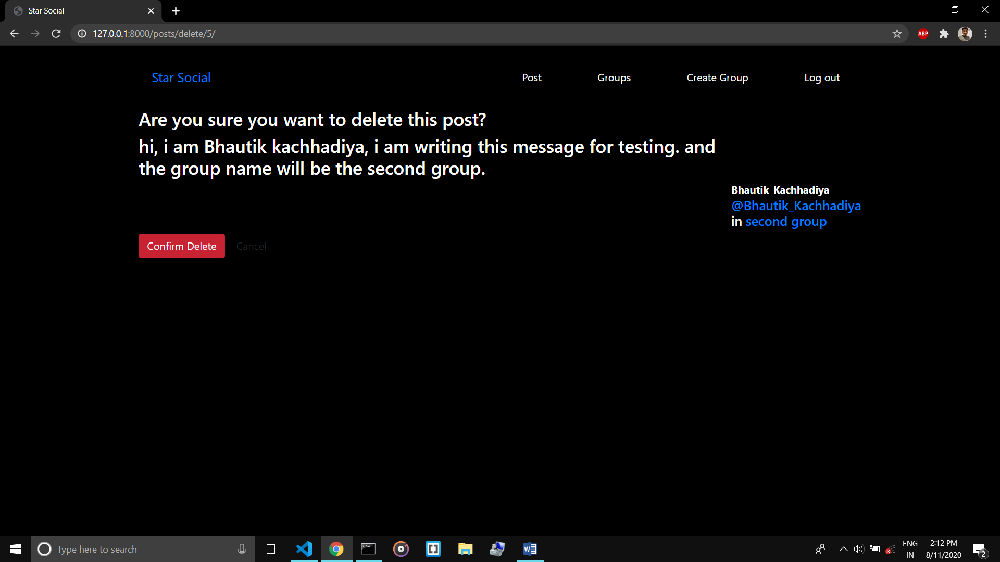 Star Social
127.0.0.1:8000/posts/delete/5/
ABP
Star Social
Post
Groups
Create Group
Log out
Are you sure you want to delete this post?
hi, i am Bhautik kachhadiya, i am writing this message for testing. and
the group name will be the second group.
Bhautik_Kachhadiya
@Bhautik_Kachhadiya
in second group
Confirm Delete
Cancel
Type here to search
W
ENG
IN
2:12 PM
8/11/2020
2